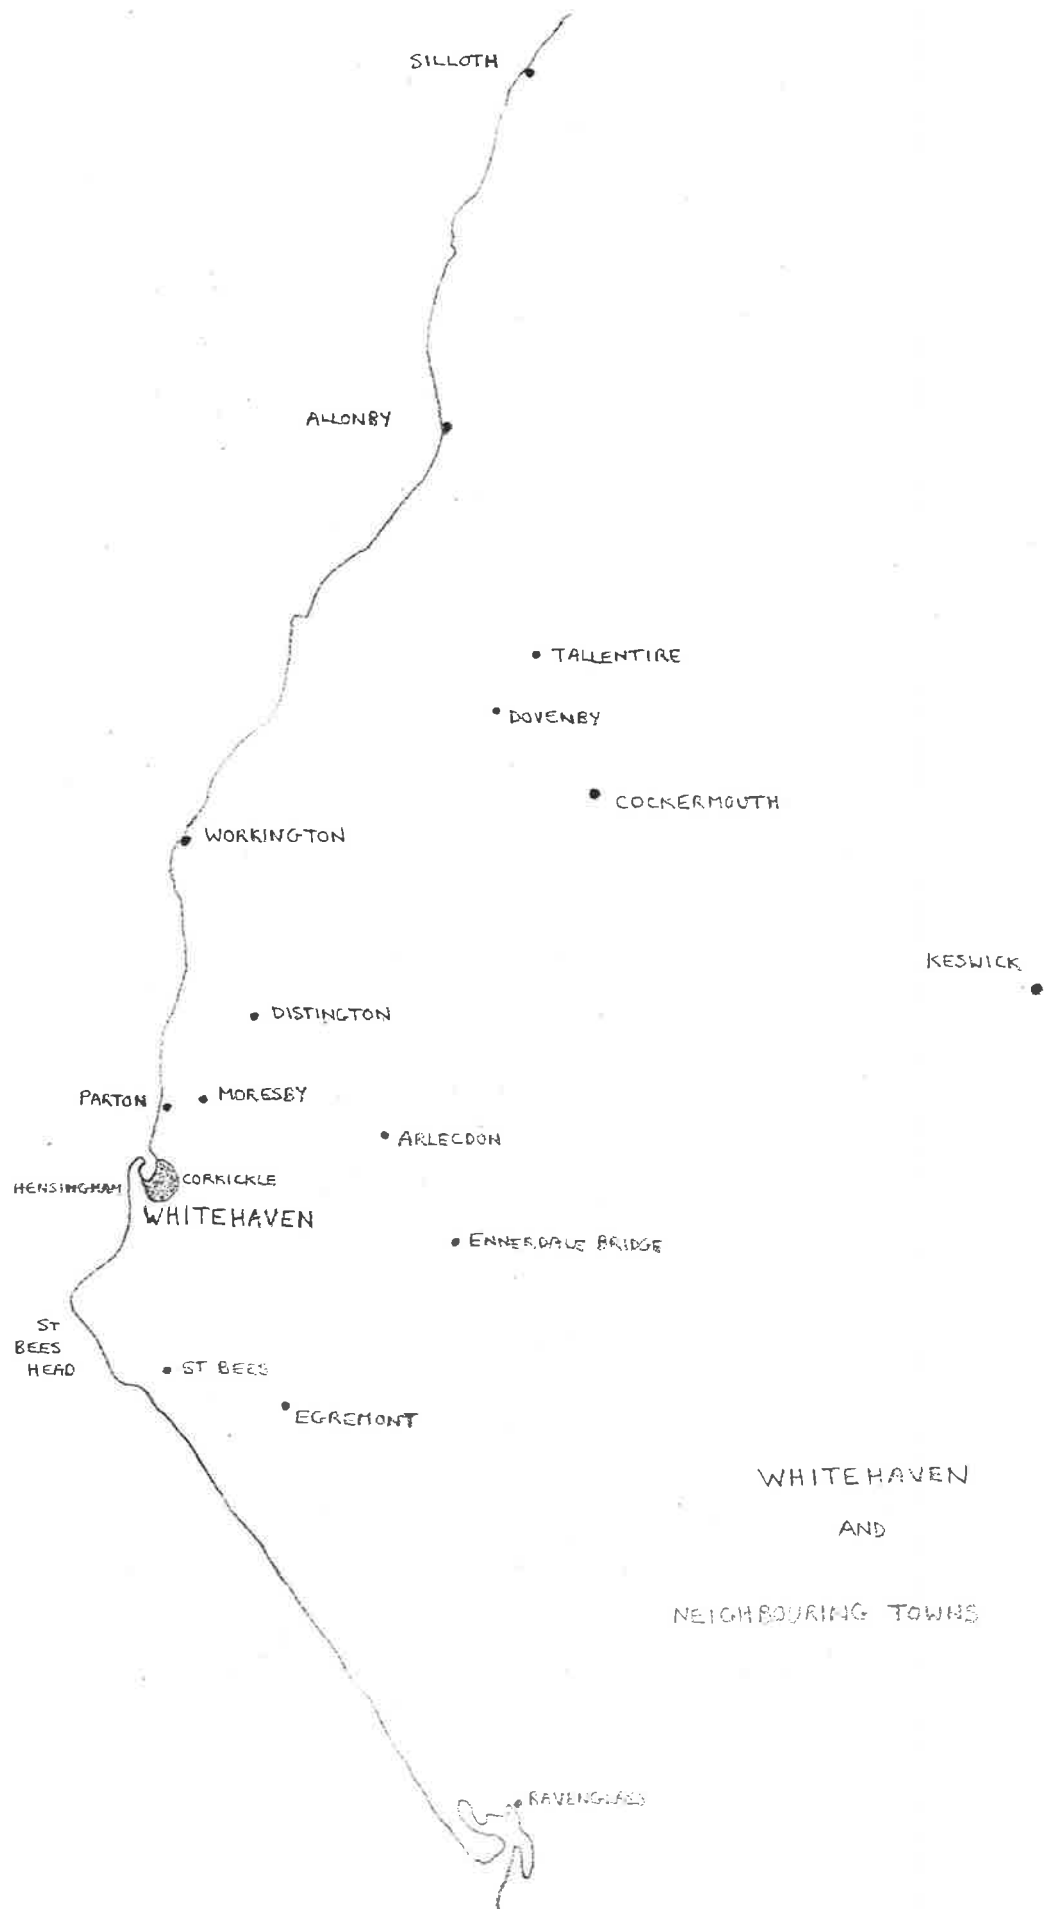 SILLOTH
ALLONBY
TALLENTIRE
DOVENBY
COCKERMOUTH
WORKINGTON
KESWICK
DISTINGTON
PARTON
MORESBY
ARLECDON
HENSINGHAM
CORKICKLE
WHITEHAVEN
ENNERDALE BRIDGE
ST
BEES
HEAD
ST BEES
EGREMONT
WHITEHAVEN
AND
NEIGHBOURING TOWNS
RAVENGLASS